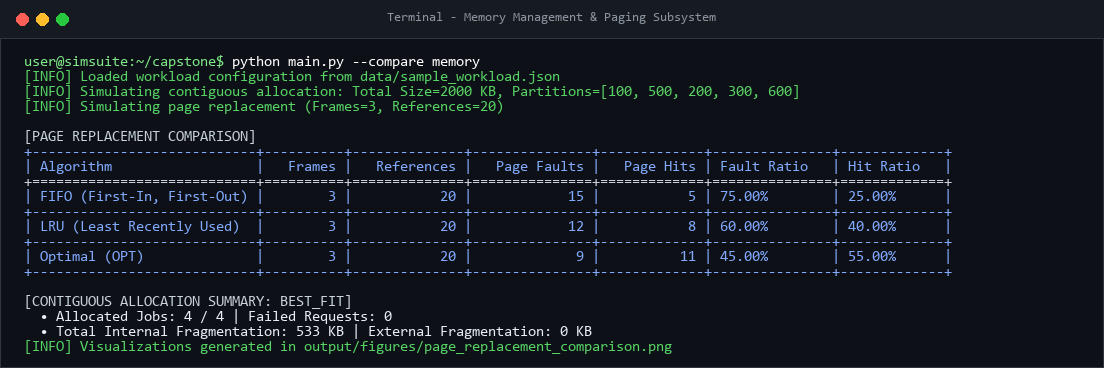 Terminal - Memory Management & Paging Subsystem
user@simsuite:~/capstone$ python main.py --compare memory
[INFO] Loaded workload configuration from data/sample_workload.json
[INFO] Simulating contiguous allocation: Total Size=2000 KB, Partitions=[100, 500, 200, 300, 600]
[INFO] Simulating page replacement (Frames=3, References=20)
[PAGE REPLACEMENT COMPARISON]
+----------------------------+----------+--------------+---------------+--------------+---------------+-------------+
| Algorithm                  |   Frames |   References |   Page Faults |   Page Hits | Fault Ratio   | Hit Ratio   |
+============================+==========+==============+===============+==============+===============+=============+
| FIFO (First-In, First-Out) |        3 |           20 |            15 |           5 | 75.00%        | 25.00%      |
+----------------------------+----------+--------------+---------------+--------------+---------------+-------------+
| LRU (Least Recently Used)  |        3 |           20 |            12 |           8 | 60.00%        | 40.00%      |
+----------------------------+----------+--------------+---------------+--------------+---------------+-------------+
| Optimal (OPT)              |        3 |           20 |             9 |          11 | 45.00%        | 55.00%      |
+----------------------------+----------+--------------+---------------+--------------+---------------+-------------+
[CONTIGUOUS ALLOCATION SUMMARY: BEST_FIT]
• Allocated Jobs: 4 / 4 | Failed Requests: 0
• Total Internal Fragmentation: 533 KB | External Fragmentation: 0 KB
[INFO] Visualizations generated in output/figures/page_replacement_comparison.png